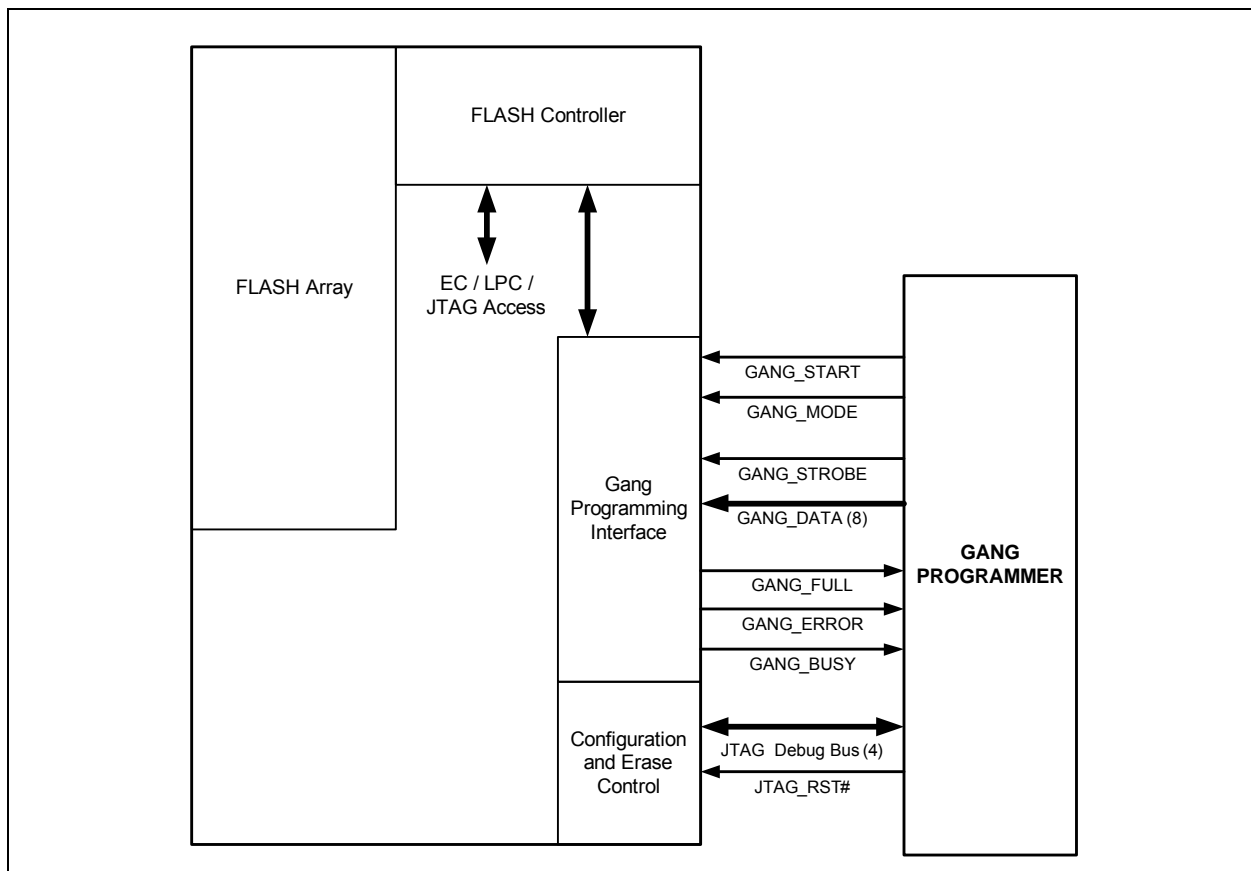 FLASH Controller
FLASH Array
EC / LPC /
JTAG Access
Gang
Programming
Interface
Configuration
and Erase
Control
GANG_START
GANG_MODE
GANG_STROBE
GANG_DATA (8)
GANG_FULL
GANG_ERROR
GANG_BUSY
JTAG Debug Bus (4)
JTAG_RST#
GANG
PROGRAMMER